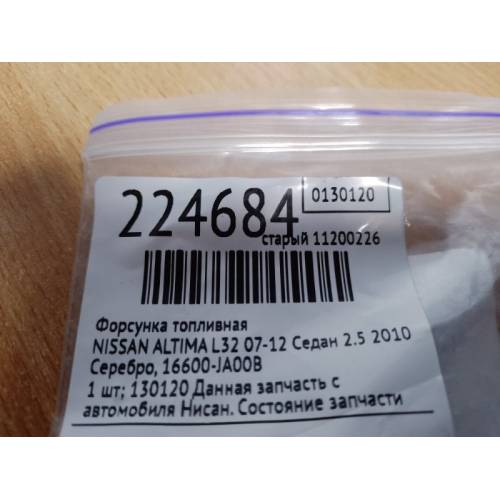 224684
0130120
старый 11200226
Форсунка топливная
NISSAN ALTIMA L32 07-12 Седан 2.5 2010
Серебро, 16600-JA00B
1 шт; 130120 Данная запчасть с
автомобиля Нисан. Состояние запчасти